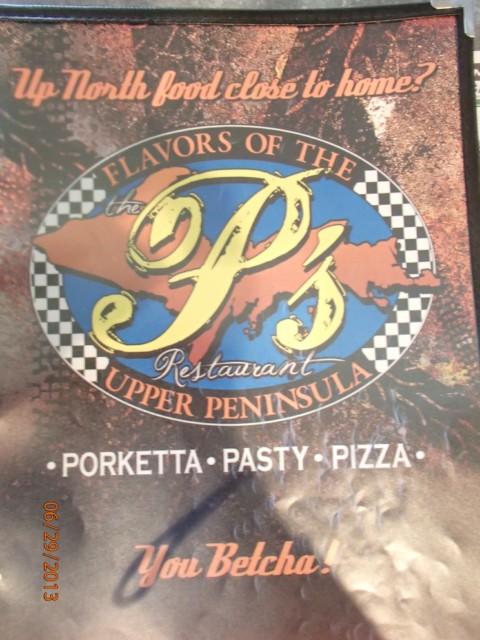 Up North food close to home?
FLAVORS OF THE
the
P's
Restaurant
UPPER PENINSULA
• PORKETTA • PASTY • PIZZA •
You Betcha!
06/29/2013